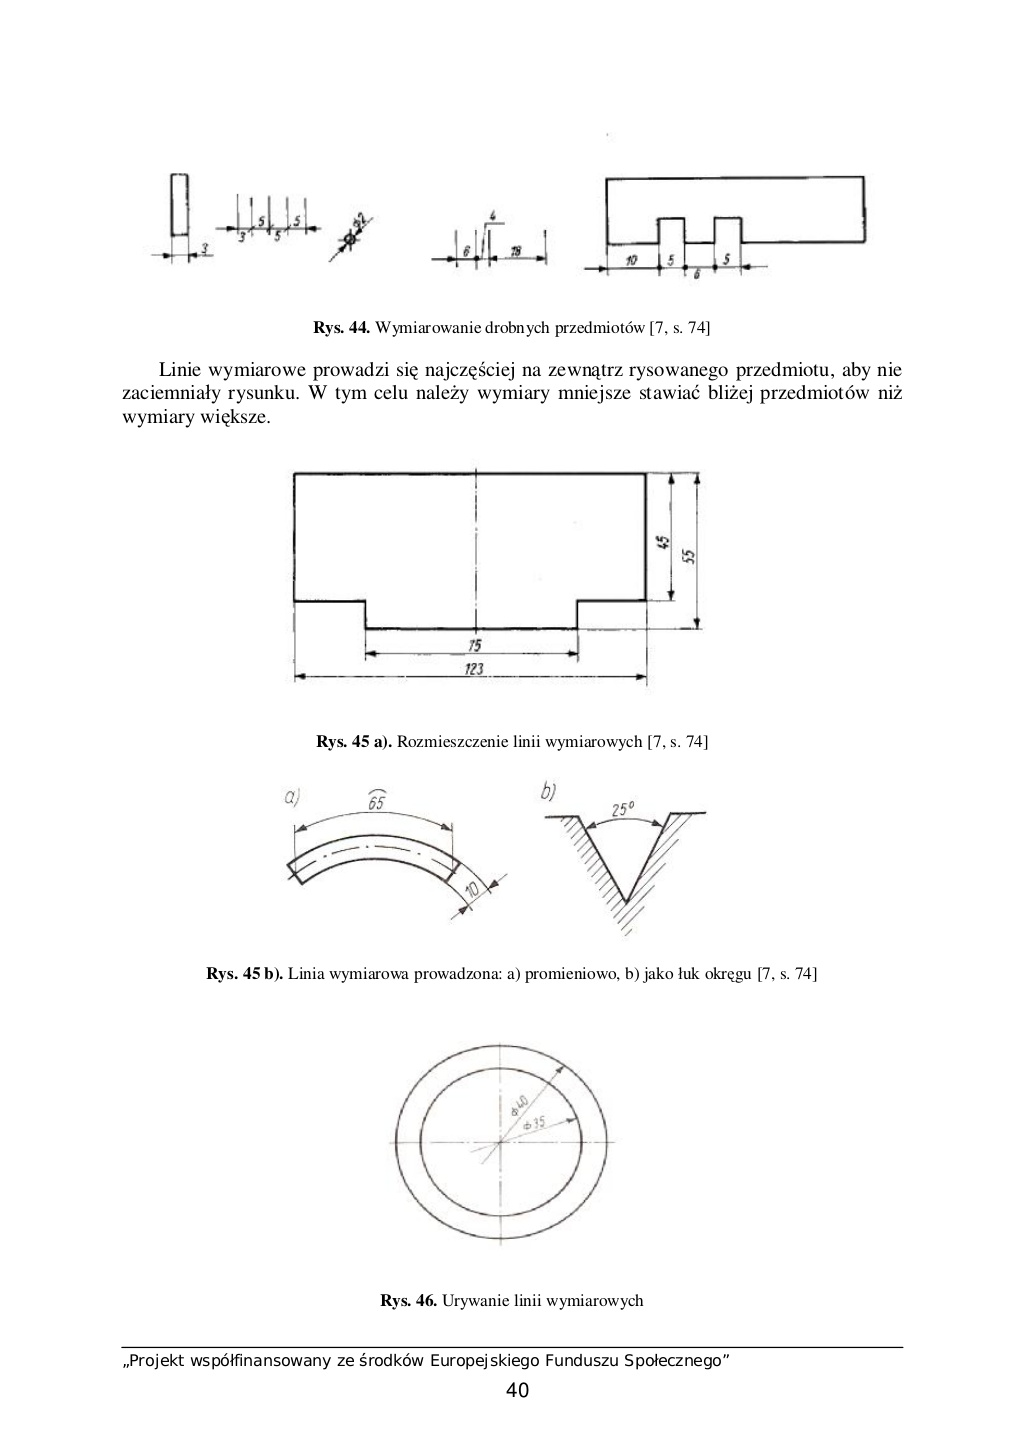 3
3 5 5 5
⌀2
6 4 18
10 5 6 5
Rys. 44. Wymiarowanie drobnych przedmiotów [7, s. 74]
Linie wymiarowe prowadzi się najczęściej na zewnątrz rysowanego przedmiotu, aby nie
zaciemniały rysunku. W tym celu należy wymiary mniejsze stawiać bliżej przedmiotów niż
wymiary większe.
45
55
75
123
Rys. 45 a). Rozmieszczenie linii wymiarowych [7, s. 74]
a)
65
10
b)
25°
Rys. 45 b). Linia wymiarowa prowadzona: a) promieniowo, b) jako łuk okręgu [7, s. 74]
ϕ40
ϕ35
Rys. 46. Urywanie linii wymiarowych
„Projekt współfinansowany ze środków Europejskiego Funduszu Społecznego”
40